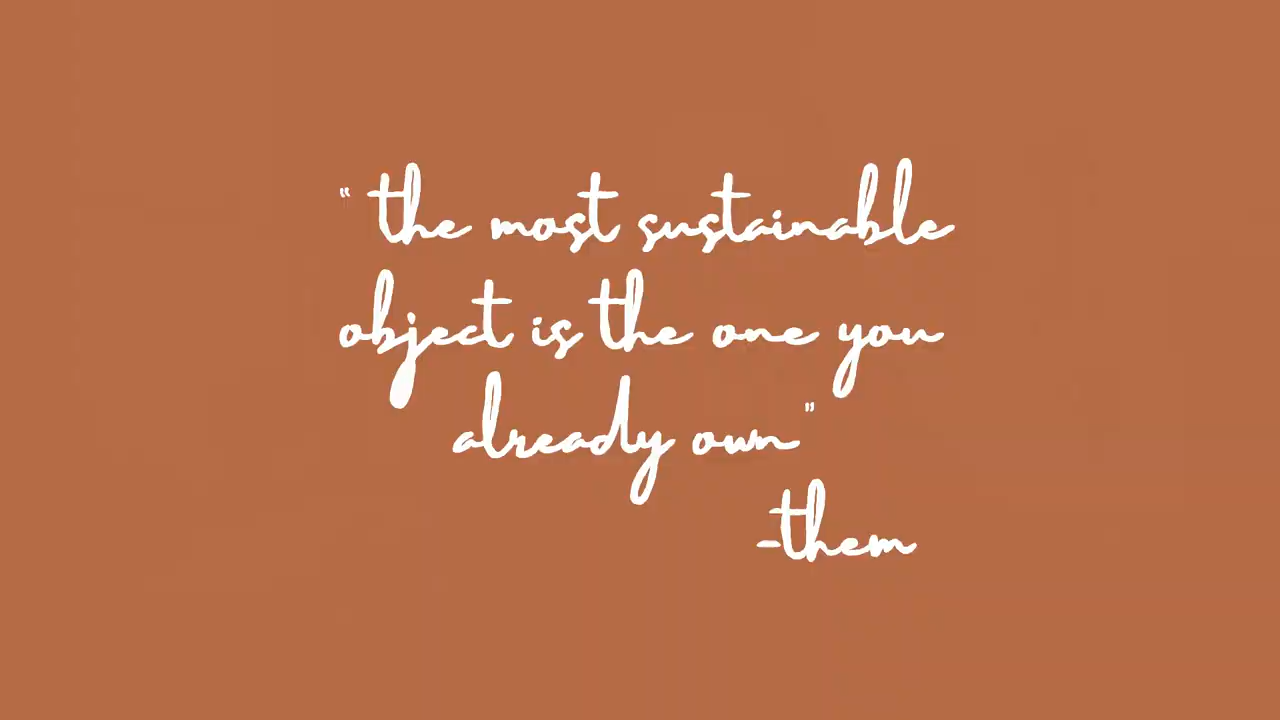 “ the most sustainable
object is the one you
already own”
-them